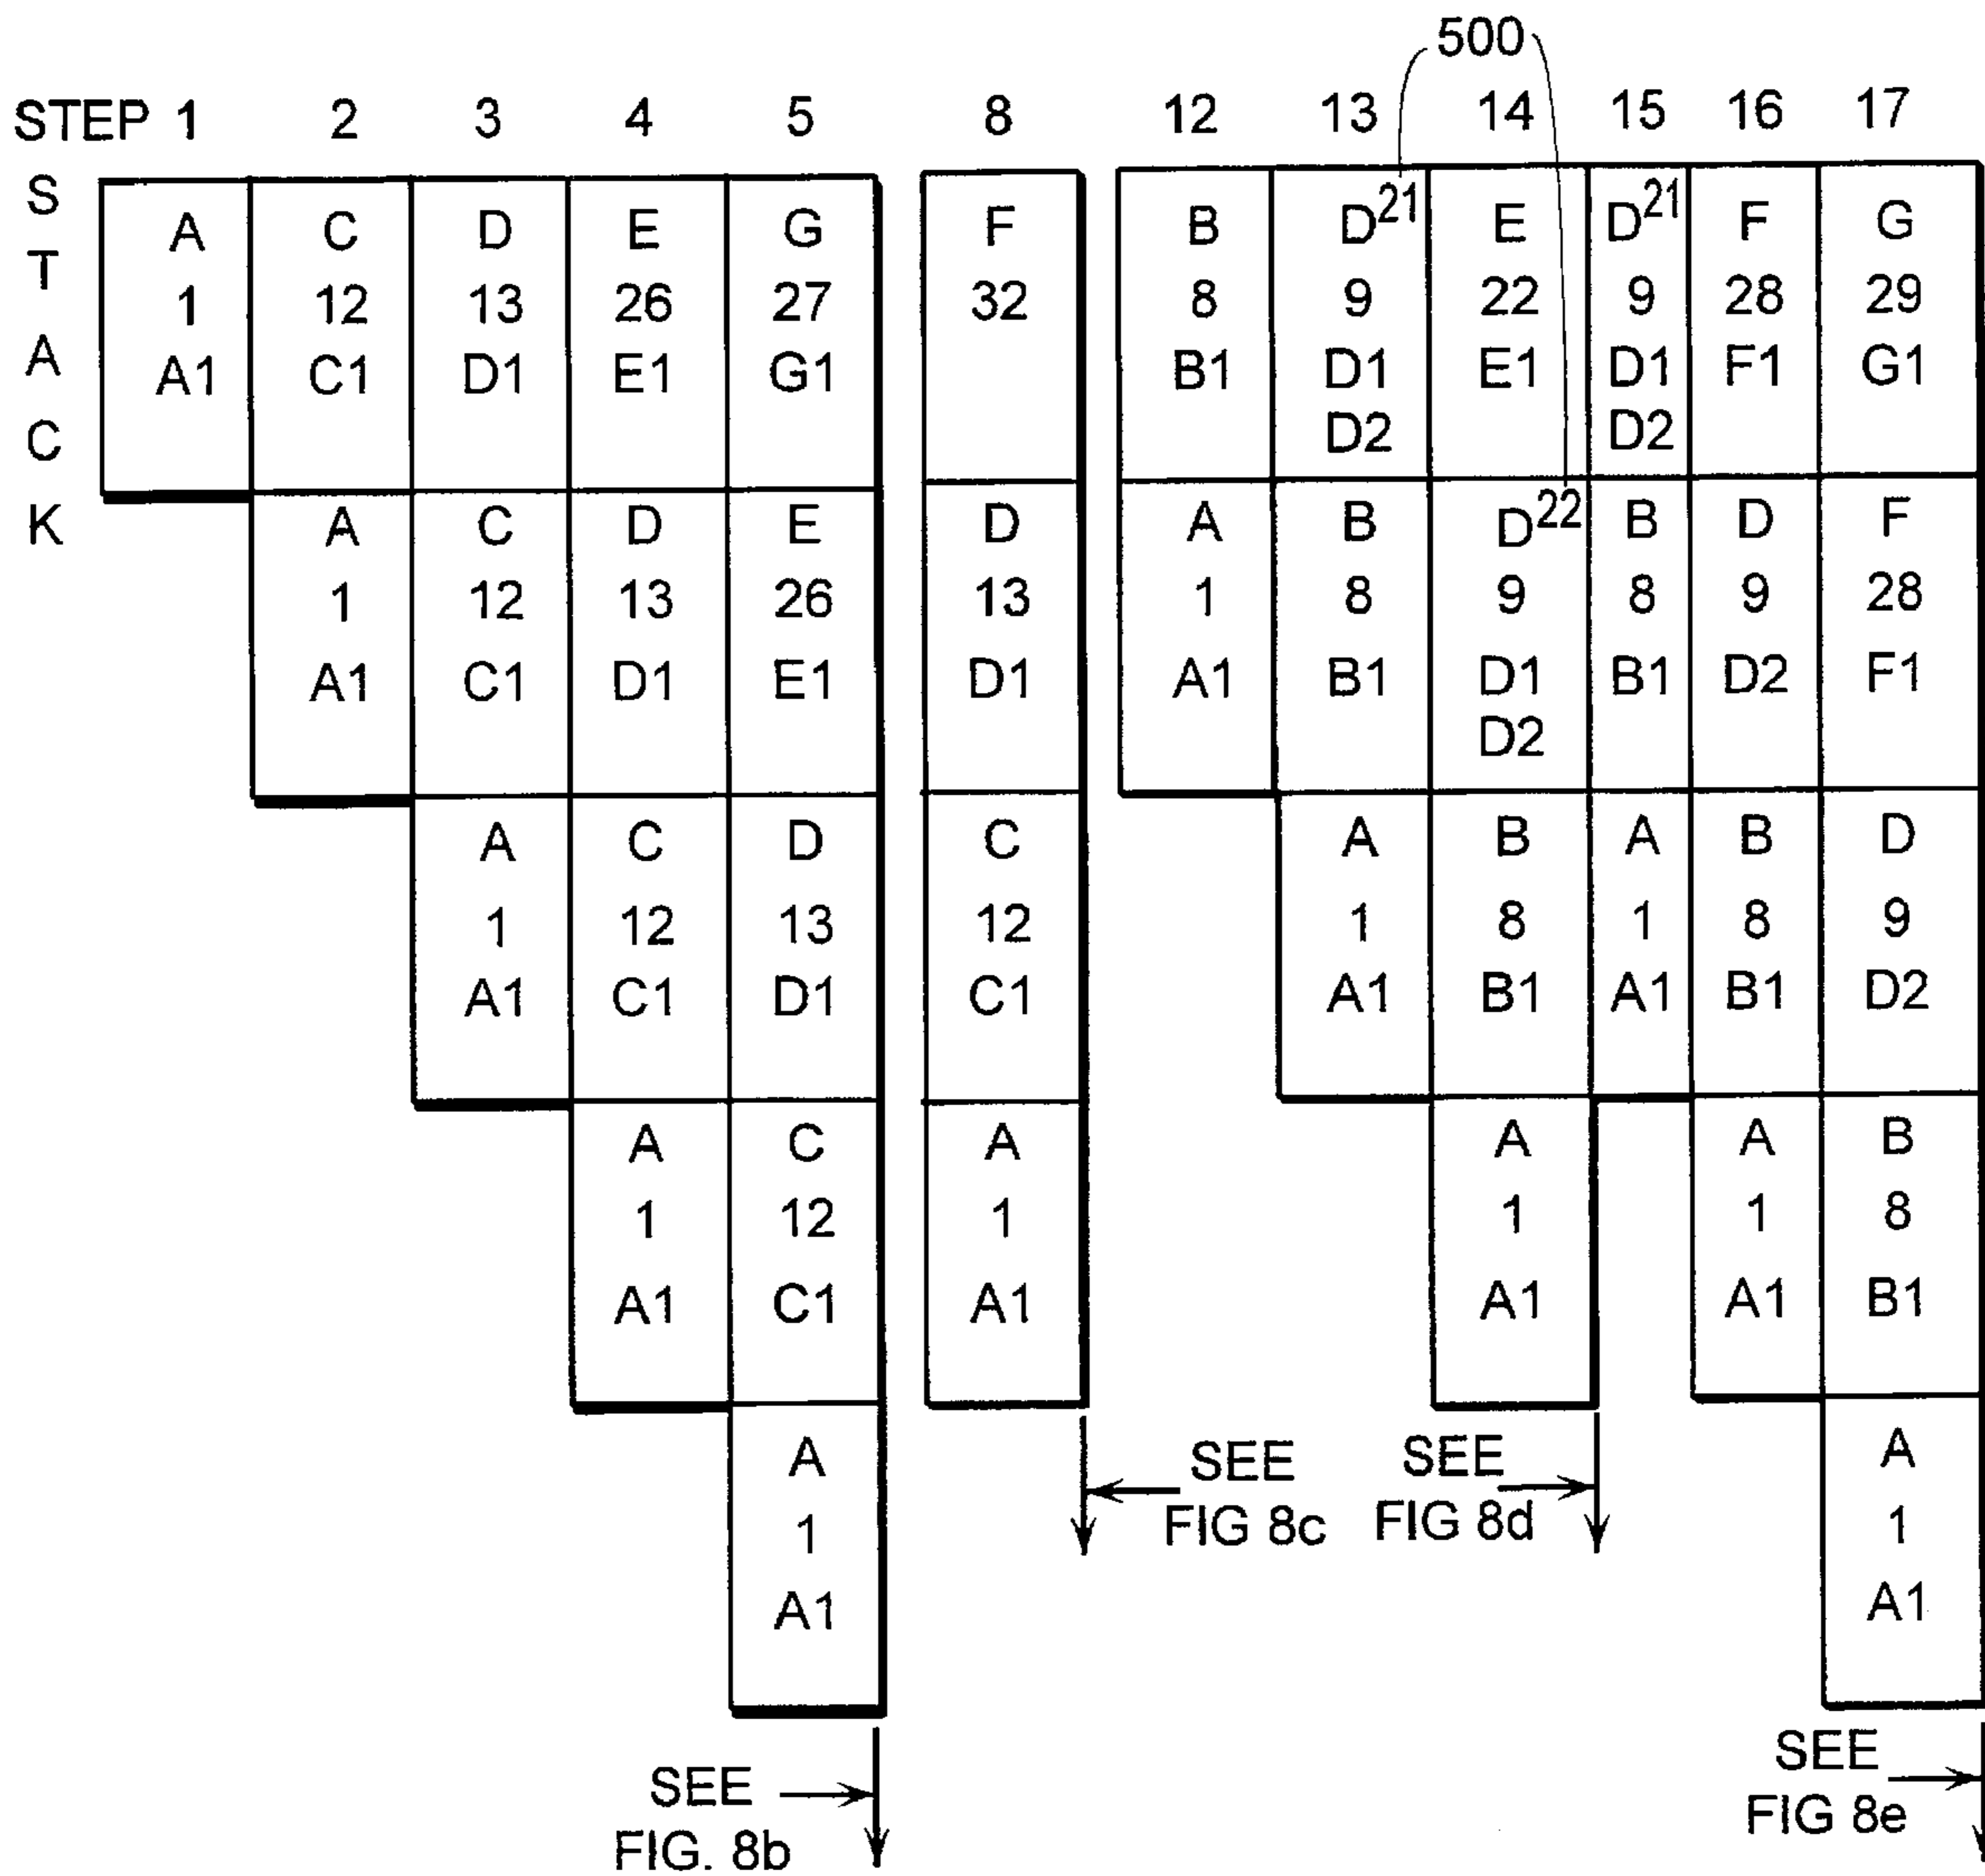 500
STEP 1 2 3 4 5 8 12 13 14 15 16 17
STACK
A C D E G F B D21 E D21 F G
1 12 13 26 27 32 8 9 22 9 28 29
A1 C1 D1 E1 G1 B1 D1 E1 D1 F1 G1
D2 D2
A C D E D A B D22 B D F
1 12 13 26 13 1 8 9 8 9 28
A1 C1 D1 E1 D1 A1 B1 D1 B1 D2 F1
D2
A C D C A B A B D
1 12 13 12 1 8 1 8 9
A1 C1 D1 C1 A1 B1 A1 B1 D2
A C A A A B
1 12 1 1 1 8
A1 C1 A1 A1 A1 B1
A A
1 1
A1 A1
SEE
FIG. 8b
SEE
FIG 8c
SEE
FIG 8d
SEE
FIG 8e